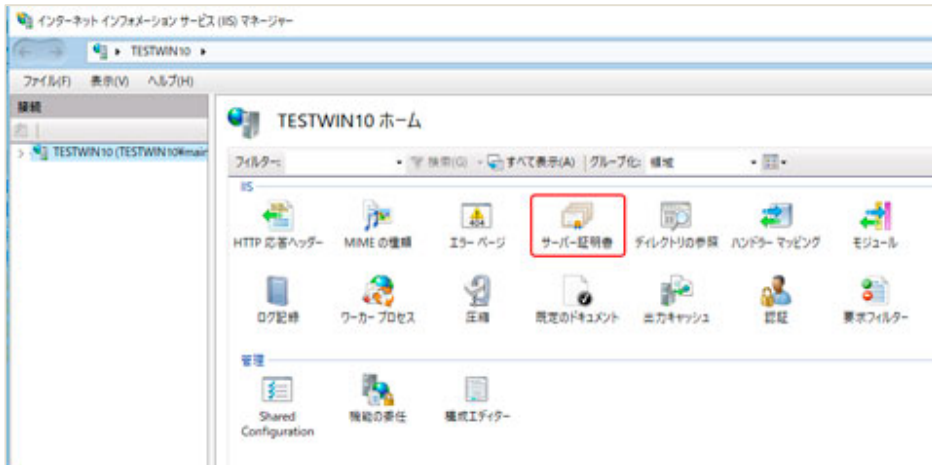 インターネット インフォメーション サービス (IIS) マネージャー
TESTWIN10
ファイル(F) 表示(V) ヘルプ(H)
接続
TESTWIN10 (TESTWIN10¥main
TESTWIN10 ホーム
フィルター: 検索(G) すべて表示(A) グループ化: 領域
IIS
HTTP 応答ヘッダー MIME の種類 エラー ページ サーバー証明書 ディレクトリの参照 ハンドラー マッピング モジュール
404
ログ記録 ワーカー プロセス 圧縮 既定のドキュメント 出力キャッシュ 認証 要求フィルター
管理
Shared 機能の委任 構成エディター
Configuration